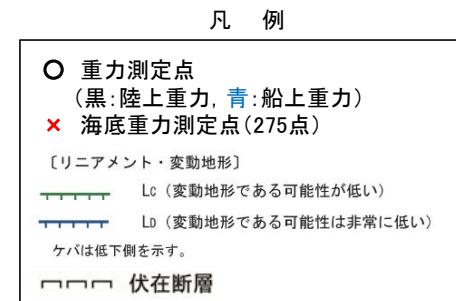 凡 例
○ 重力測定点
(黒:陸上重力, 青:船上重力)
× 海底重力測定点(275点)
〔リニアメント・変動地形〕
LC (変動地形である可能性が低い)
LD (変動地形である可能性は非常に低い)
ケバは低下側を示す。
伏在断層